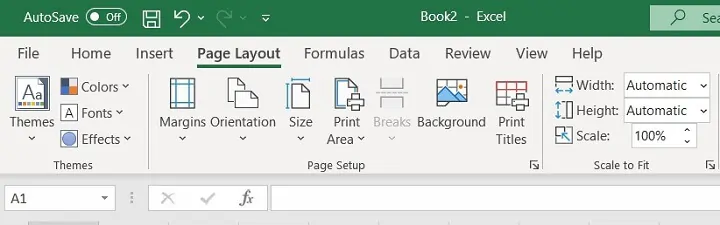 AutoSave Off Book2 - Excel
File Home Insert Page Layout Formulas Data Review View Help
Aa
Themes
Colors
A Fonts
Effects
Themes
Margins Orientation Size Print Area Breaks Background Print Titles
Page Setup
Width: Automatic
Height: Automatic
Scale: 100%
Scale to Fit
A1
fx